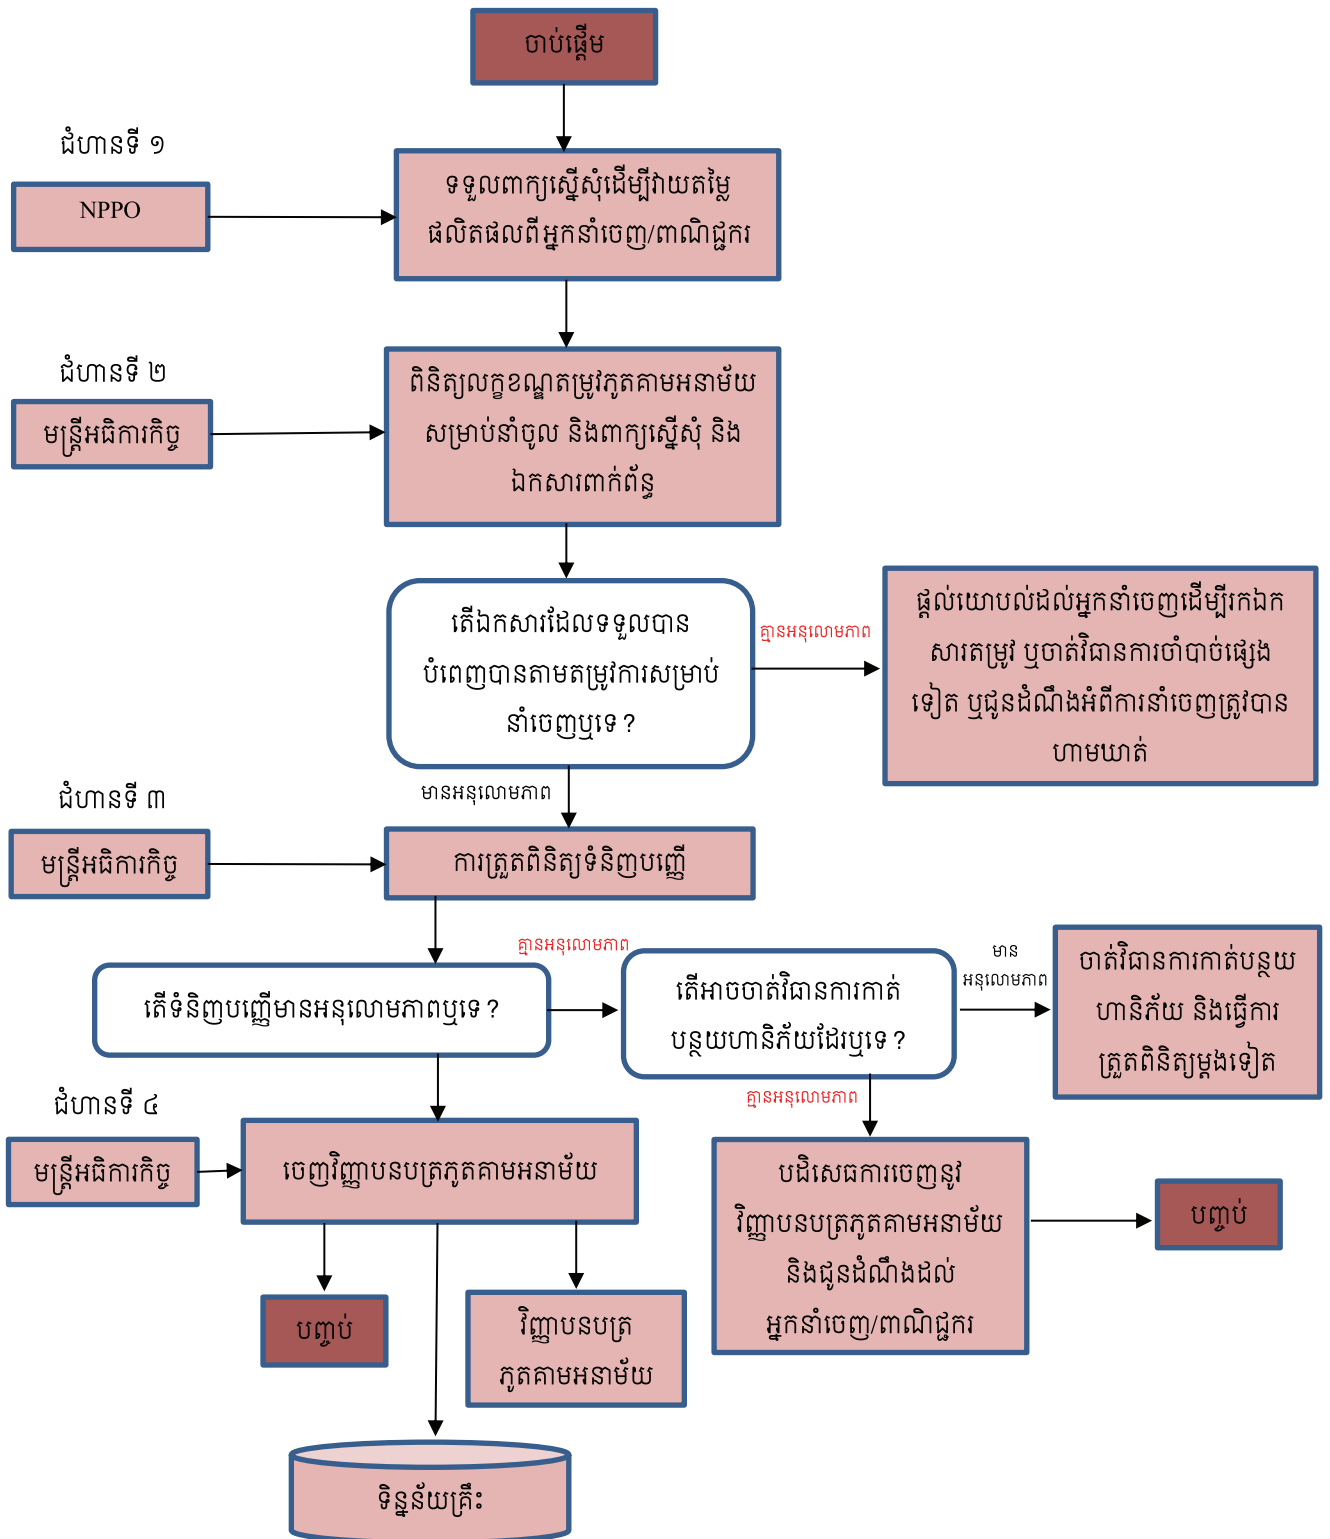 ចាប់ផ្តើម
ជំហានទី ១
NPPO
ទទួលពាក្យស្នើសុំដើម្បីវាយតម្លៃ
ផលិតផលពីអ្នកនាំចេញ/ពាណិជ្ជករ
ជំហានទី ២
មន្ត្រីអធិការកិច្ច
ពិនិត្យលក្ខខណ្ឌតម្រូវភូតគាមអនាម័យ
សម្រាប់នាំចូល និងពាក្យស្នើសុំ និង
ឯកសារពាក់ព័ន្ធ
តើឯកសារដែលទទួលបាន
បំពេញបានតាមតម្រូវការសម្រាប់
នាំចេញឬទេ?
គ្មានអនុលោមភាព
ផ្តល់យោបល់ដល់អ្នកនាំចេញដើម្បីរកឯក
សារតម្រូវ ឬចាត់វិធានការចាំបាច់ផ្សេង
ទៀត ឬជូនដំណឹងអំពីការនាំចេញត្រូវបាន
ហាមឃាត់
មានអនុលោមភាព
ជំហានទី ៣
មន្ត្រីអធិការកិច្ច
ការត្រួតពិនិត្យទំនិញបញ្ញើ
តើទំនិញបញ្ញើមានអនុលោមភាពឬទេ?
គ្មានអនុលោមភាព
តើអាចចាត់វិធានការកាត់
បន្ថយហានិភ័យដែរឬទេ?
មាន
អនុលោមភាព
ចាត់វិធានការកាត់បន្ថយ
ហានិភ័យ និងធ្វើការ
ត្រួតពិនិត្យម្តងទៀត
គ្មានអនុលោមភាព
ជំហានទី ៤
មន្ត្រីអធិការកិច្ច
ចេញវិញ្ញាបនបត្រភូតគាមអនាម័យ
បដិសេធការចេញនូវ
វិញ្ញាបនបត្រភូតគាមអនាម័យ
និងជូនដំណឹងដល់
អ្នកនាំចេញ/ពាណិជ្ជករ
បញ្ចប់
បញ្ចប់
វិញ្ញាបនបត្រ
ភូតគាមអនាម័យ
ទិន្នន័យគ្រឹះ